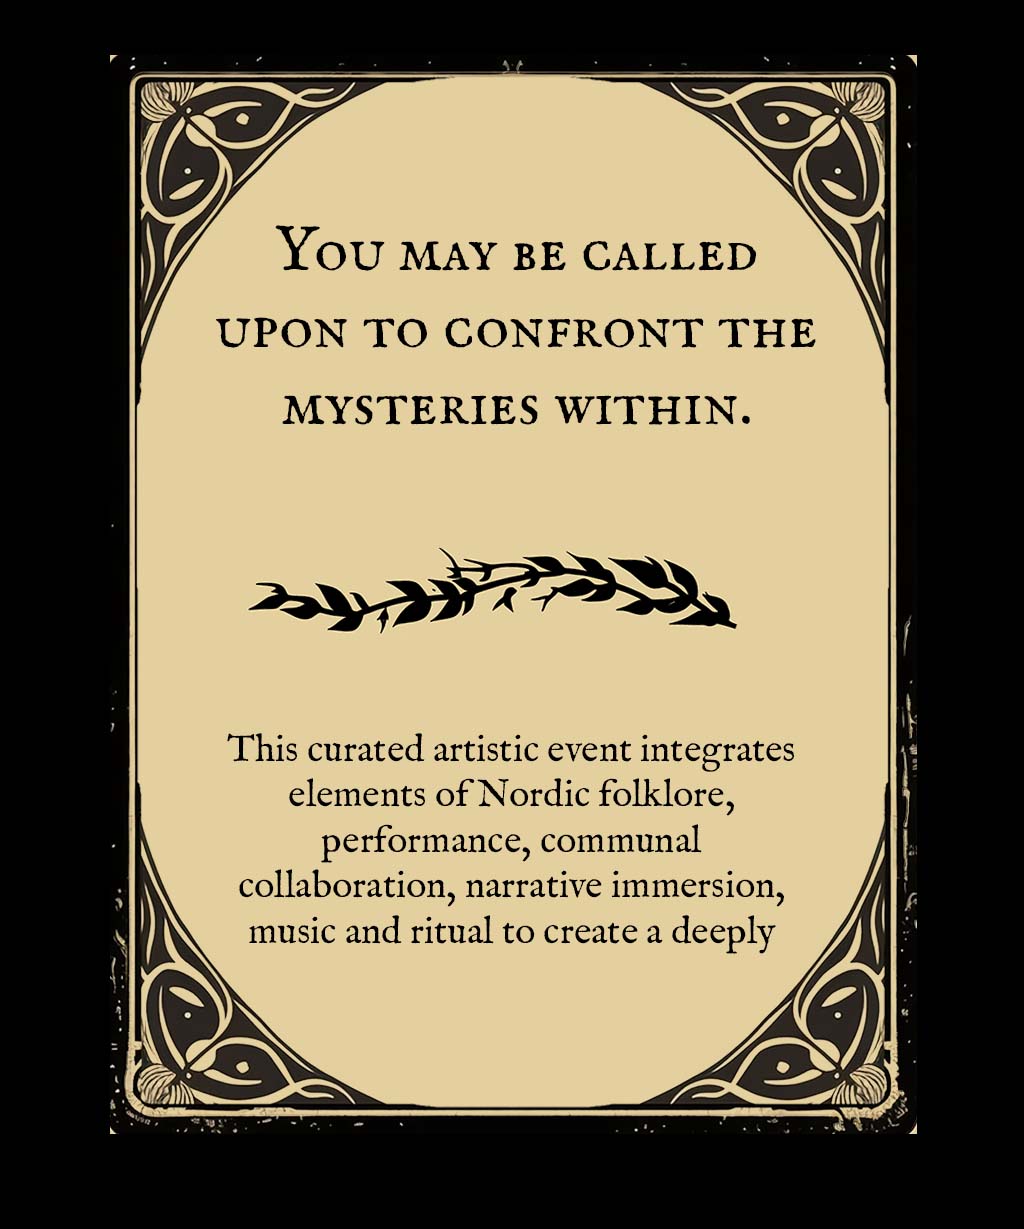 You may be called
upon to confront the
mysteries within.
This curated artistic event integrates
elements of Nordic folklore,
performance, communal
collaboration, narrative immersion,
music and ritual to create a deeply